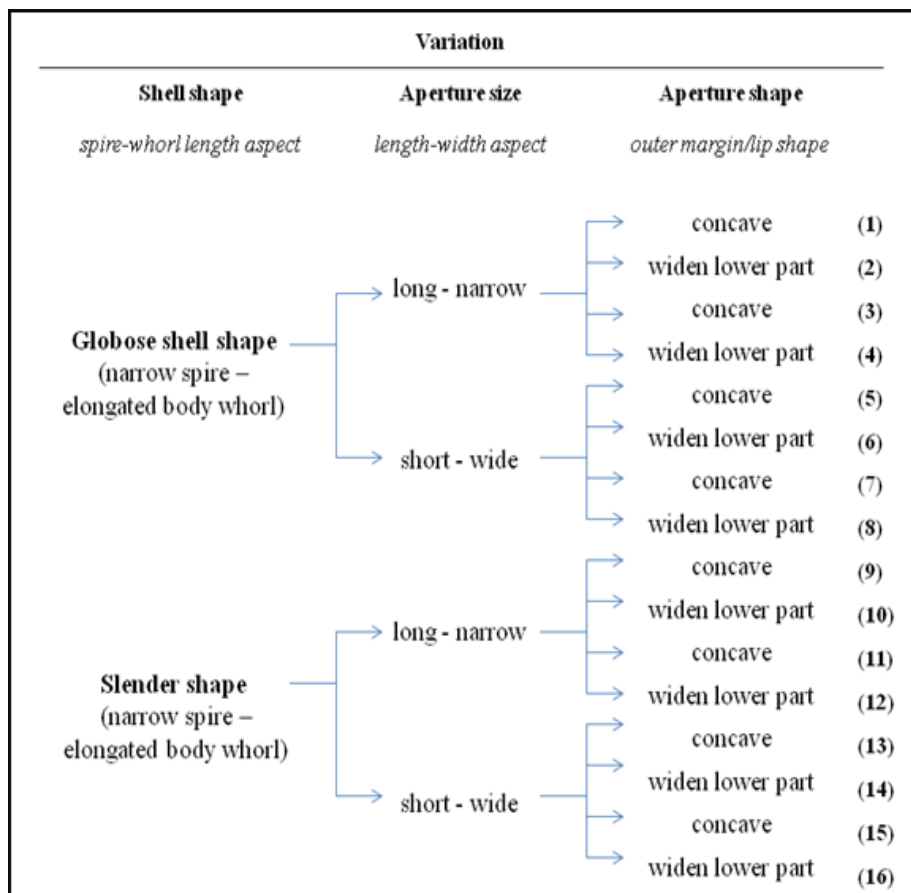 Variation
Shell shape Aperture size Aperture shape
spire-whorl length aspect length-width aspect outer margin/lip shape
concave (1)
widen lower part (2)
long - narrow
concave (3)
Globose shell shape
widen lower part (4)
(narrow spire –
concave (5)
elongated body whorl)
widen lower part (6)
short - wide
concave (7)
widen lower part (8)
concave (9)
widen lower part (10)
long - narrow
concave (11)
Slender shape
widen lower part (12)
(narrow spire –
concave (13)
elongated body whorl)
widen lower part (14)
short - wide
concave (15)
widen lower part (16)